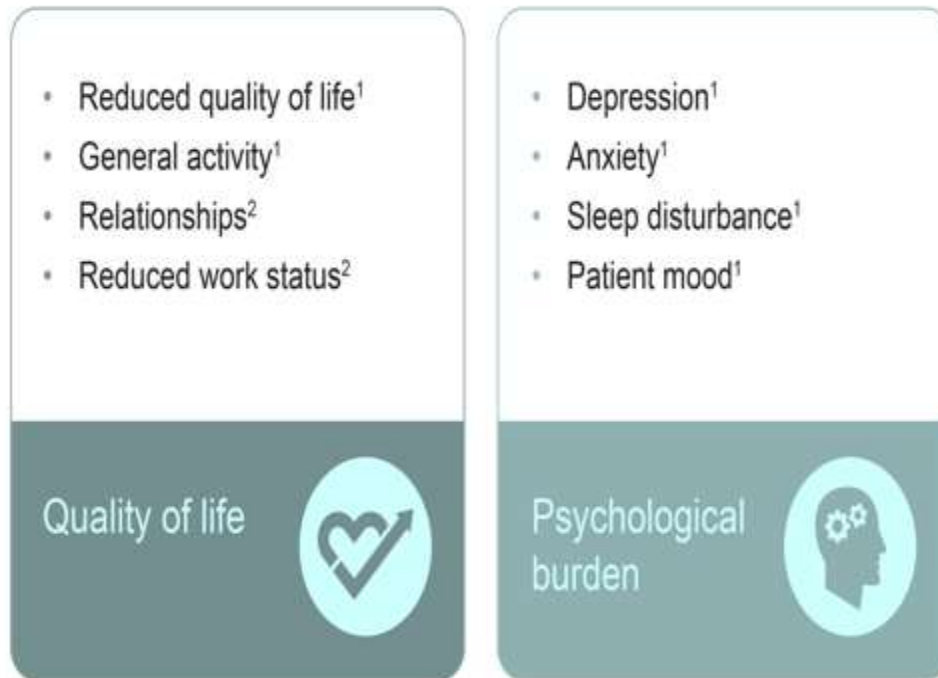 • Reduced quality of life¹
• General activity¹
• Relationships²
• Reduced work status²
Quality of life
• Depression¹
• Anxiety¹
• Sleep disturbance¹
• Patient mood¹
Psychological
burden